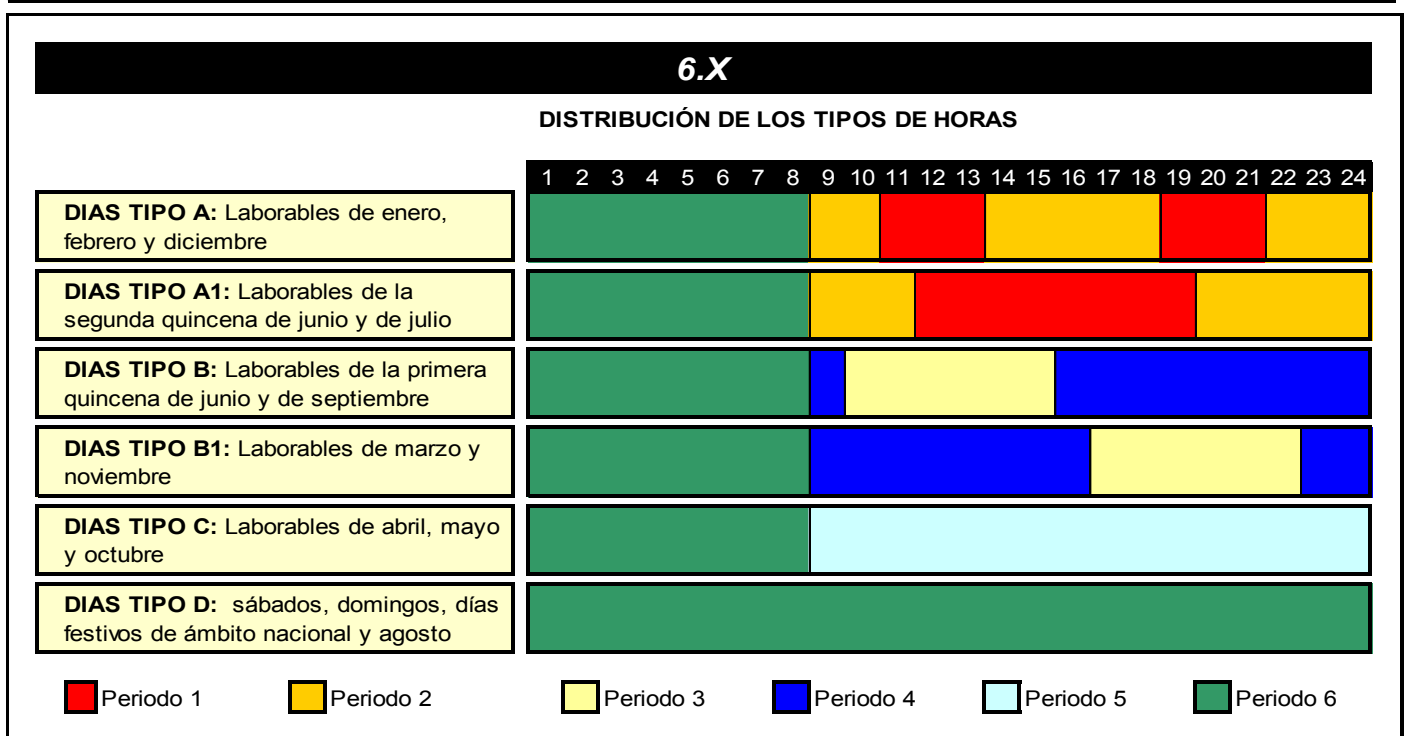 6.X
DISTRIBUCIÓN DE LOS TIPOS DE HORAS
1 2 3 4 5 6 7 8 9 10 11 12 13 14 15 16 17 18 19 20 21 22 23 24
DIAS TIPO A: Laborables de enero,
febrero y diciembre
DIAS TIPO A1: Laborables de la
segunda quincena de junio y de julio
DIAS TIPO B: Laborables de la primera
quincena de junio y de septiembre
DIAS TIPO B1: Laborables de marzo y
noviembre
DIAS TIPO C: Laborables de abril, mayo
y octubre
DIAS TIPO D: sábados, domingos, días
festivos de ámbito nacional y agosto
Periodo 1 Periodo 2 Periodo 3 Periodo 4 Periodo 5 Periodo 6